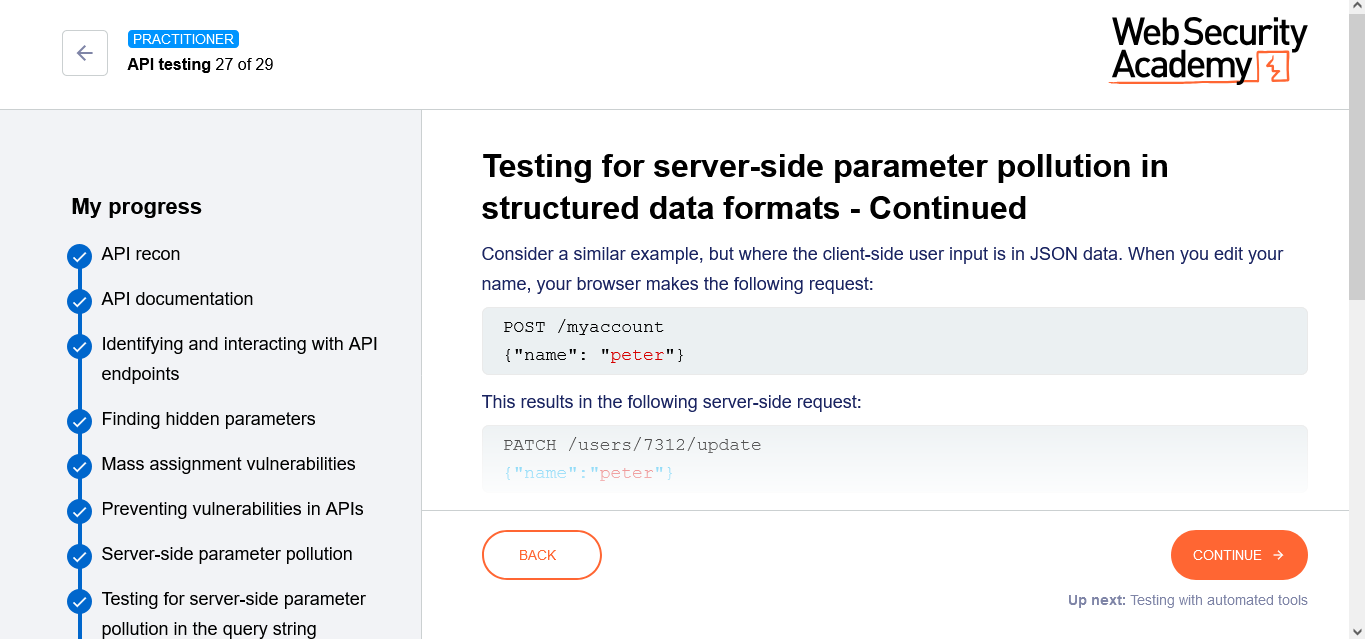 PRACTITIONER
API testing 27 of 29
Web Security
Academy
My progress
API recon
API documentation
Identifying and interacting with API
endpoints
Finding hidden parameters
Mass assignment vulnerabilities
Preventing vulnerabilities in APIs
Server-side parameter pollution
Testing for server-side parameter
pollution in the query string
Testing for server-side parameter pollution in
structured data formats - Continued
Consider a similar example, but where the client-side user input is in JSON data. When you edit your
name, your browser makes the following request:
POST /myaccount
{"name": "peter"}
This results in the following server-side request:
PATCH /users/7312/update
{"name":"peter"}
BACK
CONTINUE
Up next: Testing with automated tools